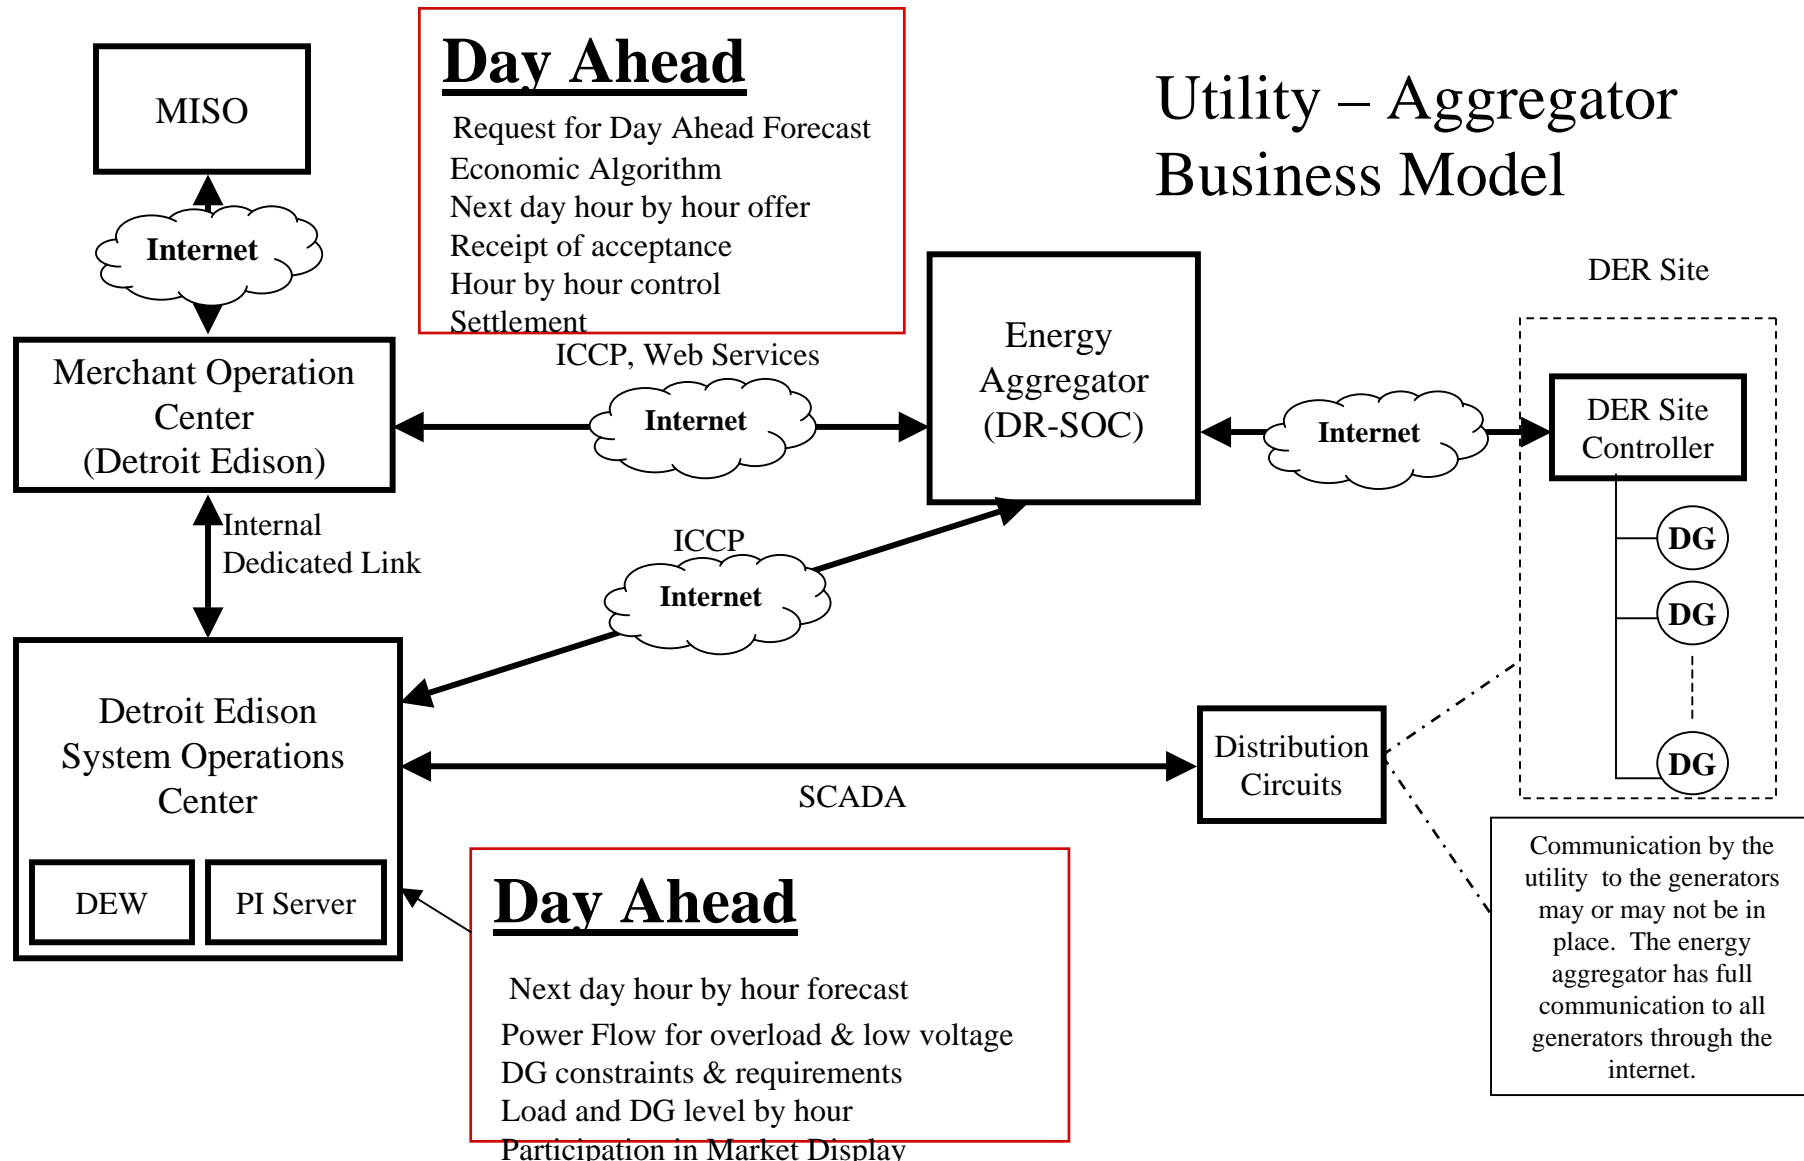 MISO
Internet
Day Ahead
Request for Day Ahead Forecast
Economic Algorithm
Next day hour by hour offer
Receipt of acceptance
Hour by hour control
Settlement
Utility – Aggregator
Business Model
Merchant Operation
Center
(Detroit Edison)
ICCP, Web Services
Internet
Energy
Aggregator
(DR-SOC)
Internet
DER Site
DER Site
Controller
DG
DG
DG
Internal
Dedicated Link
ICCP
Internet
Detroit Edison
System Operations
Center
DEW
PI Server
SCADA
Distribution
Circuits
Day Ahead
Next day hour by hour forecast
Power Flow for overload & low voltage
DG constraints & requirements
Load and DG level by hour
Participation in Market Display
Communication by the
utility to the generators
may or may not be in
place. The energy
aggregator has full
communication to all
generators through the
internet.